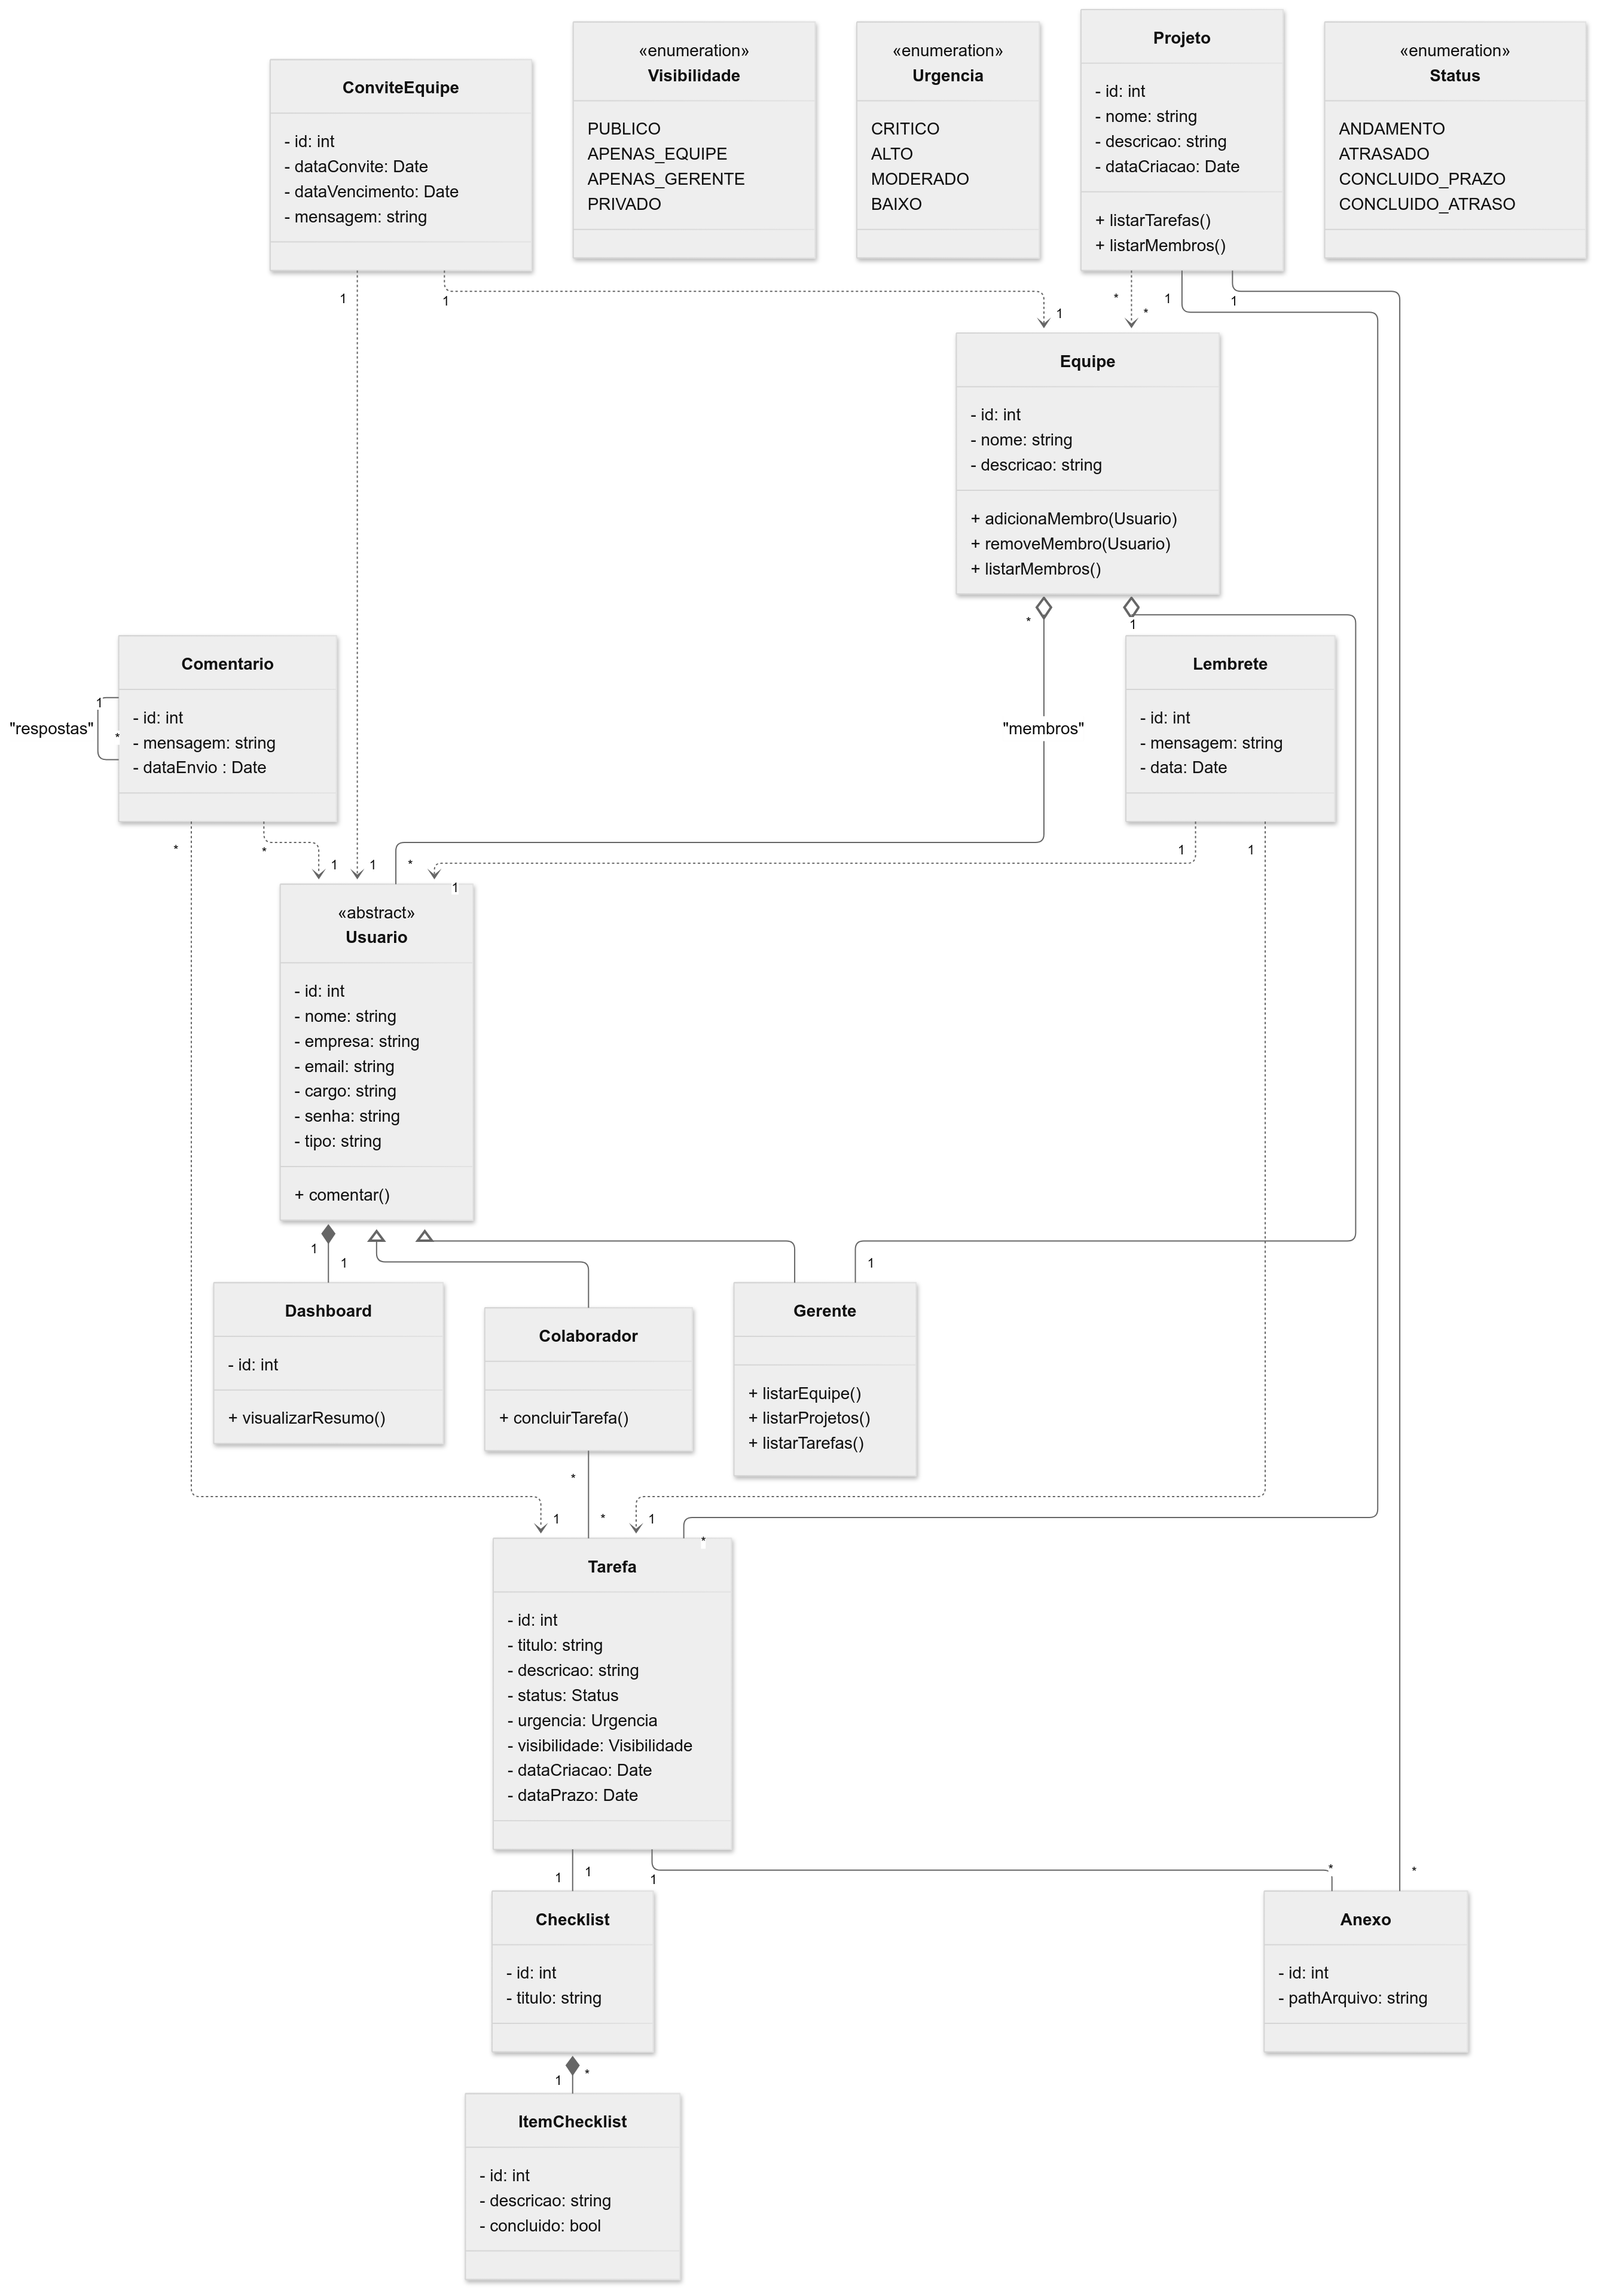 ConviteEquipe
- id: int
- dataConvite: Date
- dataVencimento: Date
- mensagem: string
«enumeration»
Visibilidade
PUBLICO
APENAS_EQUIPE
APENAS_GERENTE
PRIVADO
«enumeration»
Urgencia
CRITICO
ALTO
MODERADO
BAIXO
Projeto
- id: int
- nome: string
- descricao: string
- dataCriacao: Date
+ listarTarefas()
+ listarMembros()
«enumeration»
Status
ANDAMENTO
ATRASADO
CONCLUIDO_PRAZO
CONCLUIDO_ATRASO
1
1
1
*
*
1
1
Equipe
- id: int
- nome: string
- descricao: string
+ adicionaMembro(Usuario)
+ removeMembro(Usuario)
+ listarMembros()
*
1
Comentario
- id: int
- mensagem: string
- dataEnvio : Date
1
"respostas"
*
"membros"
Lembrete
- id: int
- mensagem: string
- data: Date
*
*
1
1
*
1
1
1
«abstract»
Usuario
- id: int
- nome: string
- empresa: string
- email: string
- cargo: string
- senha: string
- tipo: string
+ comentar()
1
1
1
Dashboard
- id: int
+ visualizarResumo()
Colaborador
+ concluirTarefa()
Gerente
+ listarEquipe()
+ listarProjetos()
+ listarTarefas()
*
1
*
1
*
Tarefa
- id: int
- titulo: string
- descricao: string
- status: Status
- urgencia: Urgencia
- visibilidade: Visibilidade
- dataCriacao: Date
- dataPrazo: Date
1
1
1
*
*
Checklist
- id: int
- titulo: string
Anexo
- id: int
- pathArquivo: string
1
*
ItemChecklist
- id: int
- descricao: string
- concluido: bool